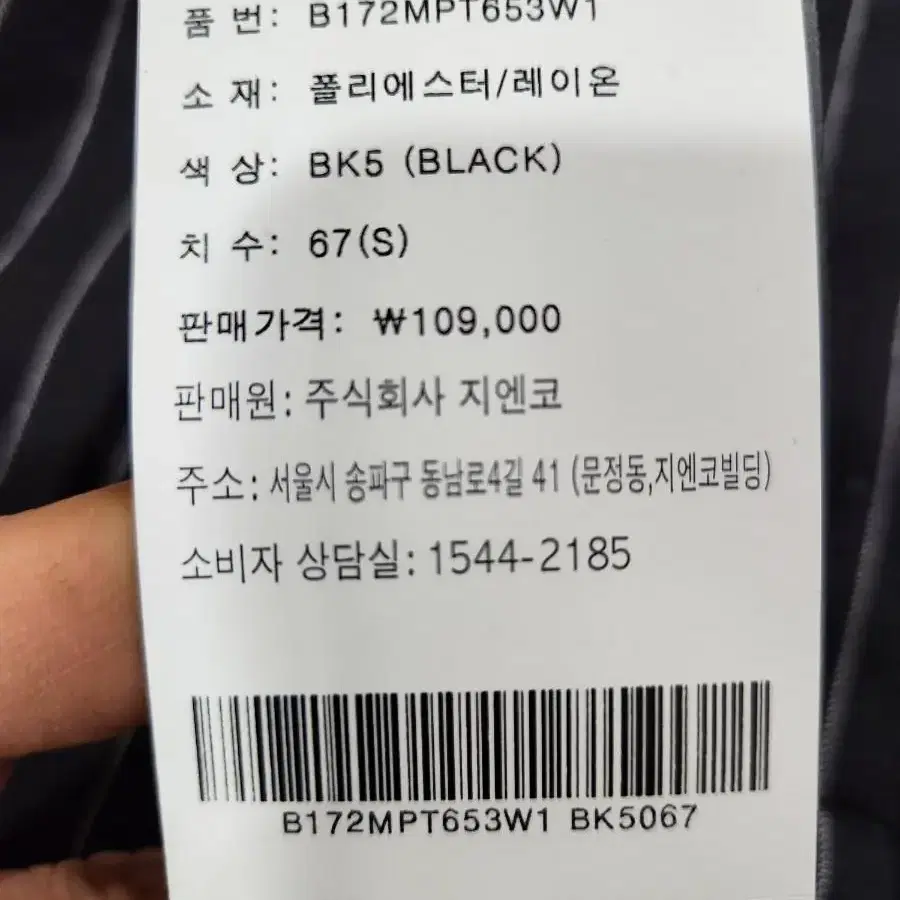 품 번: B172MPT653W1
소 재: 폴리에스터/레이온
색 상: BK5 (BLACK)
치 수: 67(S)
판매가격: ₩109,000
판매원: 주식회사 지엔코
주소: 서울시 송파구 동남로4길 41 (문정동,지엔코빌딩)
소비자 상담실: 1544-2185
B172MPT653W1 BK5067